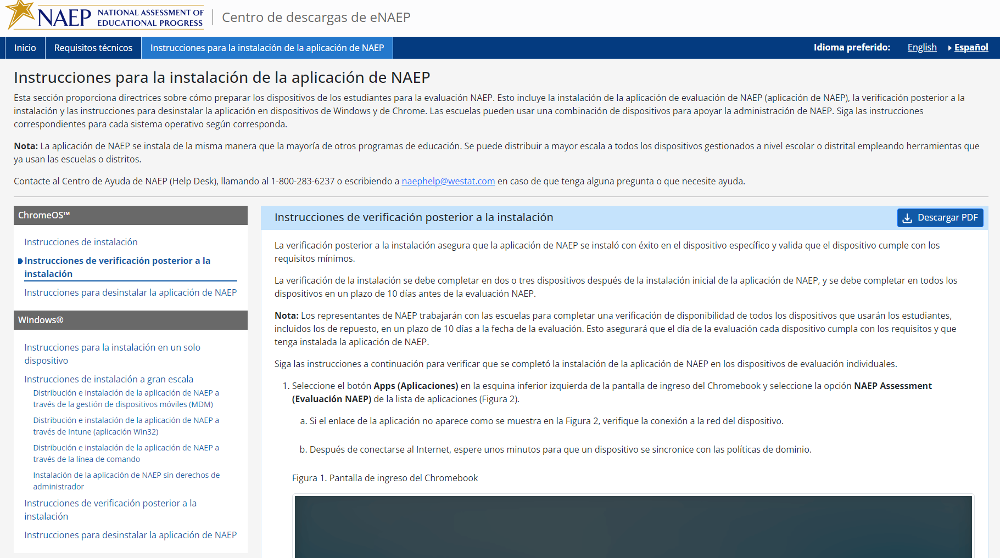 NAEP NATIONAL ASSESSMENT OF EDUCATIONAL PROGRESS
Centro de descargas de eNAEP
Inicio
Requisitos técnicos
Instrucciones para la instalación de la aplicación de NAEP
Idioma preferido:
English
Español
Instrucciones para la instalación de la aplicación de NAEP
Esta sección proporciona directrices sobre cómo preparar los dispositivos de los estudiantes para la evaluación NAEP. Esto incluye la instalación de la aplicación de evaluación de NAEP (aplicación de NAEP), la verificación posterior a la
instalación y las instrucciones para desinstalar la aplicación en dispositivos de Windows y de Chrome. Las escuelas pueden usar una combinación de dispositivos para apoyar la administración de NAEP. Siga las instrucciones
correspondientes para cada sistema operativo según corresponda.
Nota: La aplicación de NAEP se instala de la misma manera que la mayoría de otros programas de educación. Se puede distribuir a mayor escala a todos los dispositivos gestionados a nivel escolar o distrital empleando herramientas que
ya usan las escuelas o distritos.
Contacte al Centro de Ayuda de NAEP (Help Desk), llamando al 1-800-283-6237 o escribiendo a naephelp@westat.com en caso de que tenga alguna pregunta o que necesite ayuda.
ChromeOS™
Instrucciones de instalación
Instrucciones de verificación posterior a la
instalación
Instrucciones para desinstalar la aplicación de NAEP
Windows®
Instrucciones para la instalación en un solo
dispositivo
Instrucciones de instalación a gran escala
Distribución e instalación de la aplicación de NAEP a
través de la gestión de dispositivos móviles (MDM)
Distribución e instalación de la aplicación de NAEP a
través de Intune (aplicación Win32)
Distribución e instalación de la aplicación de NAEP a
través de la línea de comando
Instalación de la aplicación de NAEP sin derechos de
administrador
Instrucciones de verificación posterior a la
instalación
Instrucciones para desinstalar la aplicación de NAEP
Instrucciones de verificación posterior a la instalación
Descargar PDF
La verificación posterior a la instalación asegura que la aplicación de NAEP se instaló con éxito en el dispositivo específico y valida que el dispositivo cumple con los
requisitos mínimos.
La verificación de la instalación se debe completar en dos o tres dispositivos después de la instalación inicial de la aplicación de NAEP, y se debe completar en todos los
dispositivos en un plazo de 10 días antes de la evaluación NAEP.
Nota: Los representantes de NAEP trabajarán con las escuelas para completar una verificación de disponibilidad de todos los dispositivos que usarán los estudiantes,
incluidos los de repuesto, en un plazo de 10 días a la fecha de la evaluación. Esto asegurará que el día de la evaluación cada dispositivo cumpla con los requisitos y que
tenga instalada la aplicación de NAEP.
Siga las instrucciones a continuación para verificar que se completó la instalación de la aplicación de NAEP en los dispositivos de evaluación individuales.
1. Seleccione el botón Apps (Aplicaciones) en la esquina inferior izquierda de la pantalla de ingreso del Chromebook y seleccione la opción NAEP Assessment
(Evaluación NAEP) de la lista de aplicaciones (Figura 2).
a. Si el enlace de la aplicación no aparece como se muestra en la Figura 2, verifique la conexión a la red del dispositivo.
b. Después de conectarse al Internet, espere unos minutos para que un dispositivo se sincronice con las políticas de dominio.
Figura 1. Pantalla de ingreso del Chromebook